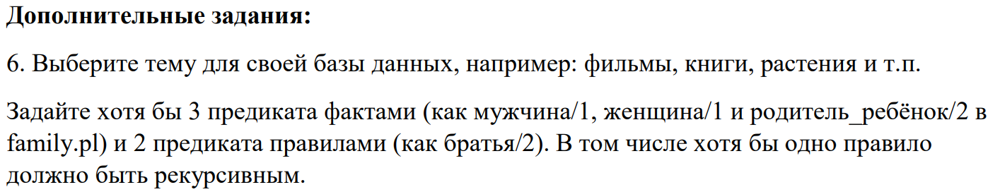 Дополнительные задания:
6. Выберите тему для своей базы данных, например: фильмы, книги, растения и т.п.
Задайте хотя бы 3 предиката фактами (как мужчина/1, женщина/1 и родитель_ребёнок/2 в
family.pl) и 2 предиката правилами (как братья/2). В том числе хотя бы одно правило
должно быть рекурсивным.